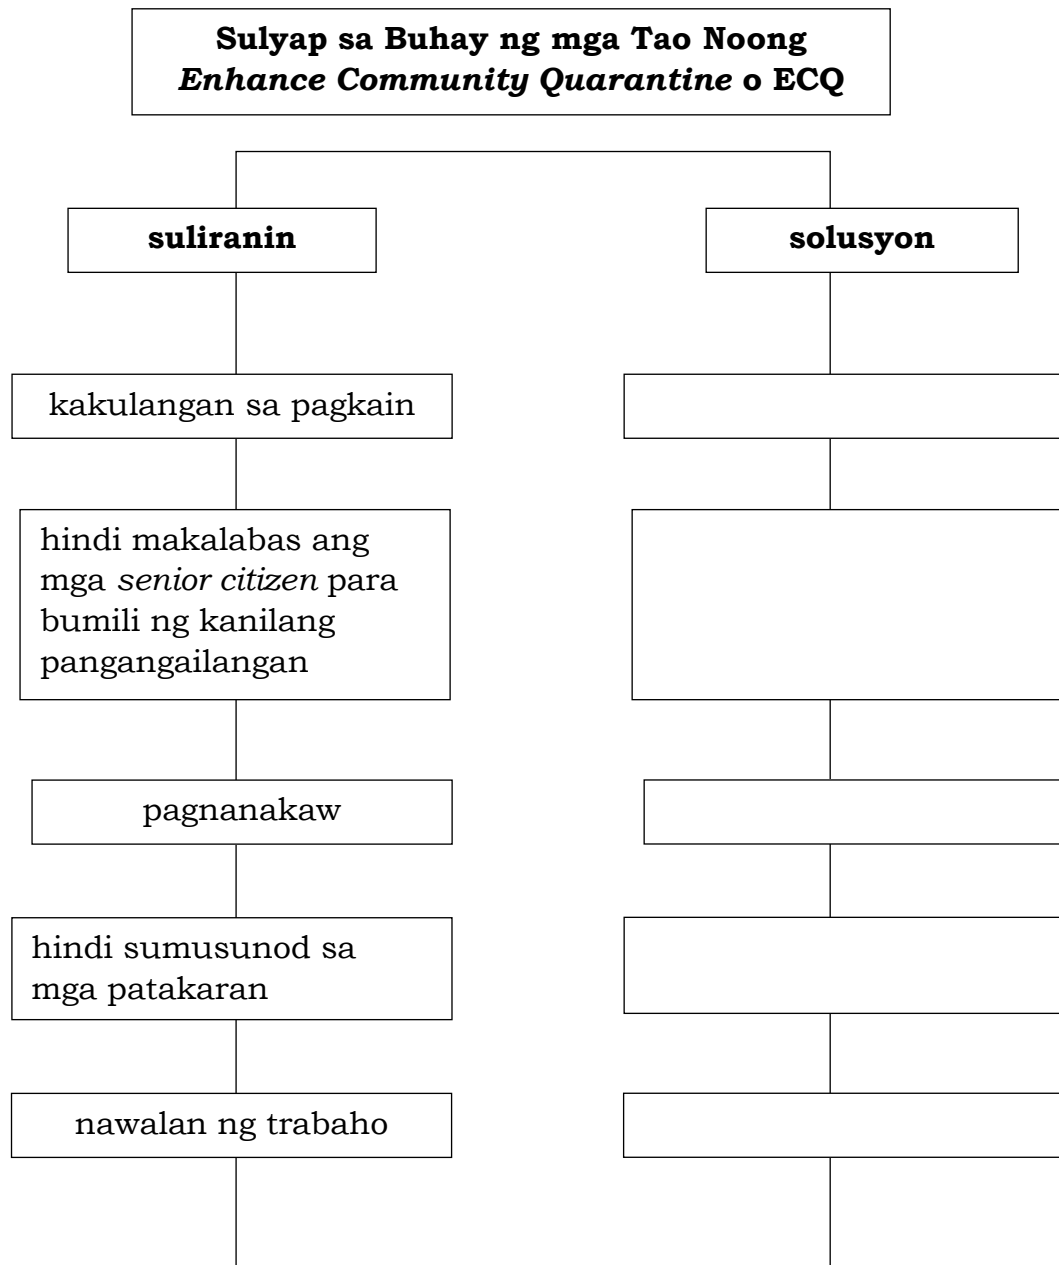 Sulyap sa Buhay ng mga Tao Noong
Enhance Community Quarantine o ECQ
suliranin
solusyon
kakulangan sa pagkain
hindi makalabas ang
mga senior citizen para
bumili ng kanilang
pangangailangan
pagnanakaw
hindi sumusunod sa
mga patakaran
nawalan ng trabaho